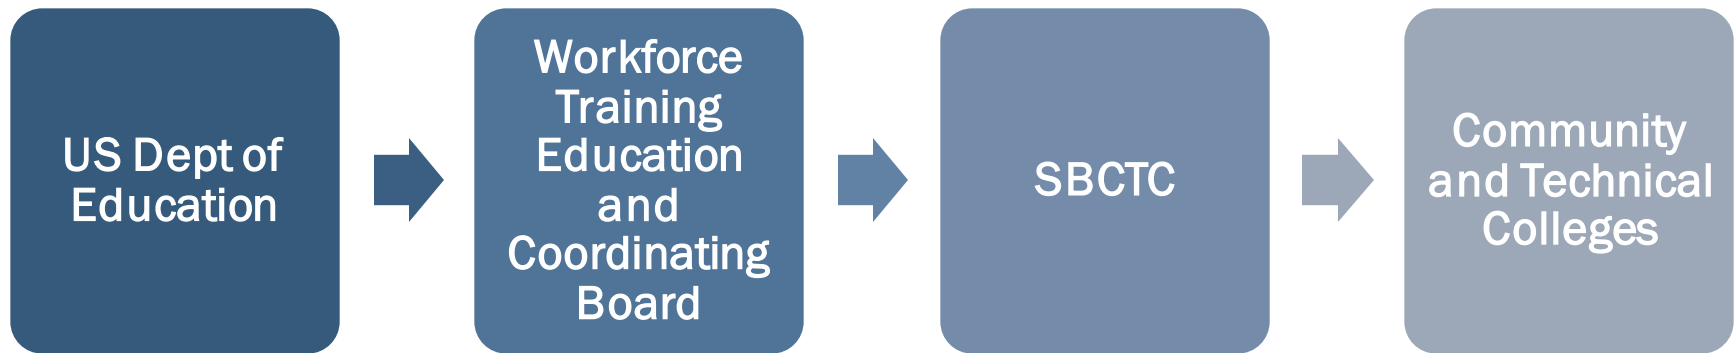 US Dept of
Education
Workforce
Training
Education
and
Coordinating
Board
SBCTC
Community
and Technical
Colleges